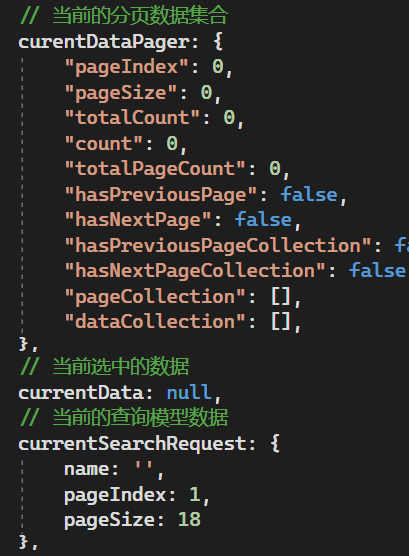 // 当前的分页数据集合
curentDataPager: {
"pageIndex": 0,
"pageSize": 0,
"totalCount": 0,
"count": 0,
"totalPageCount": 0,
"hasPreviousPage": false,
"hasNextPage": false,
"hasPreviousPageCollection": fa
"hasNextPageCollection": false
"pageCollection": [],
"dataCollection": [],
},
// 当前选中的数据
currentData: null,
// 当前的查询模型数据
currentSearchRequest: {
name: '',
pageIndex: 1,
pageSize: 18
},